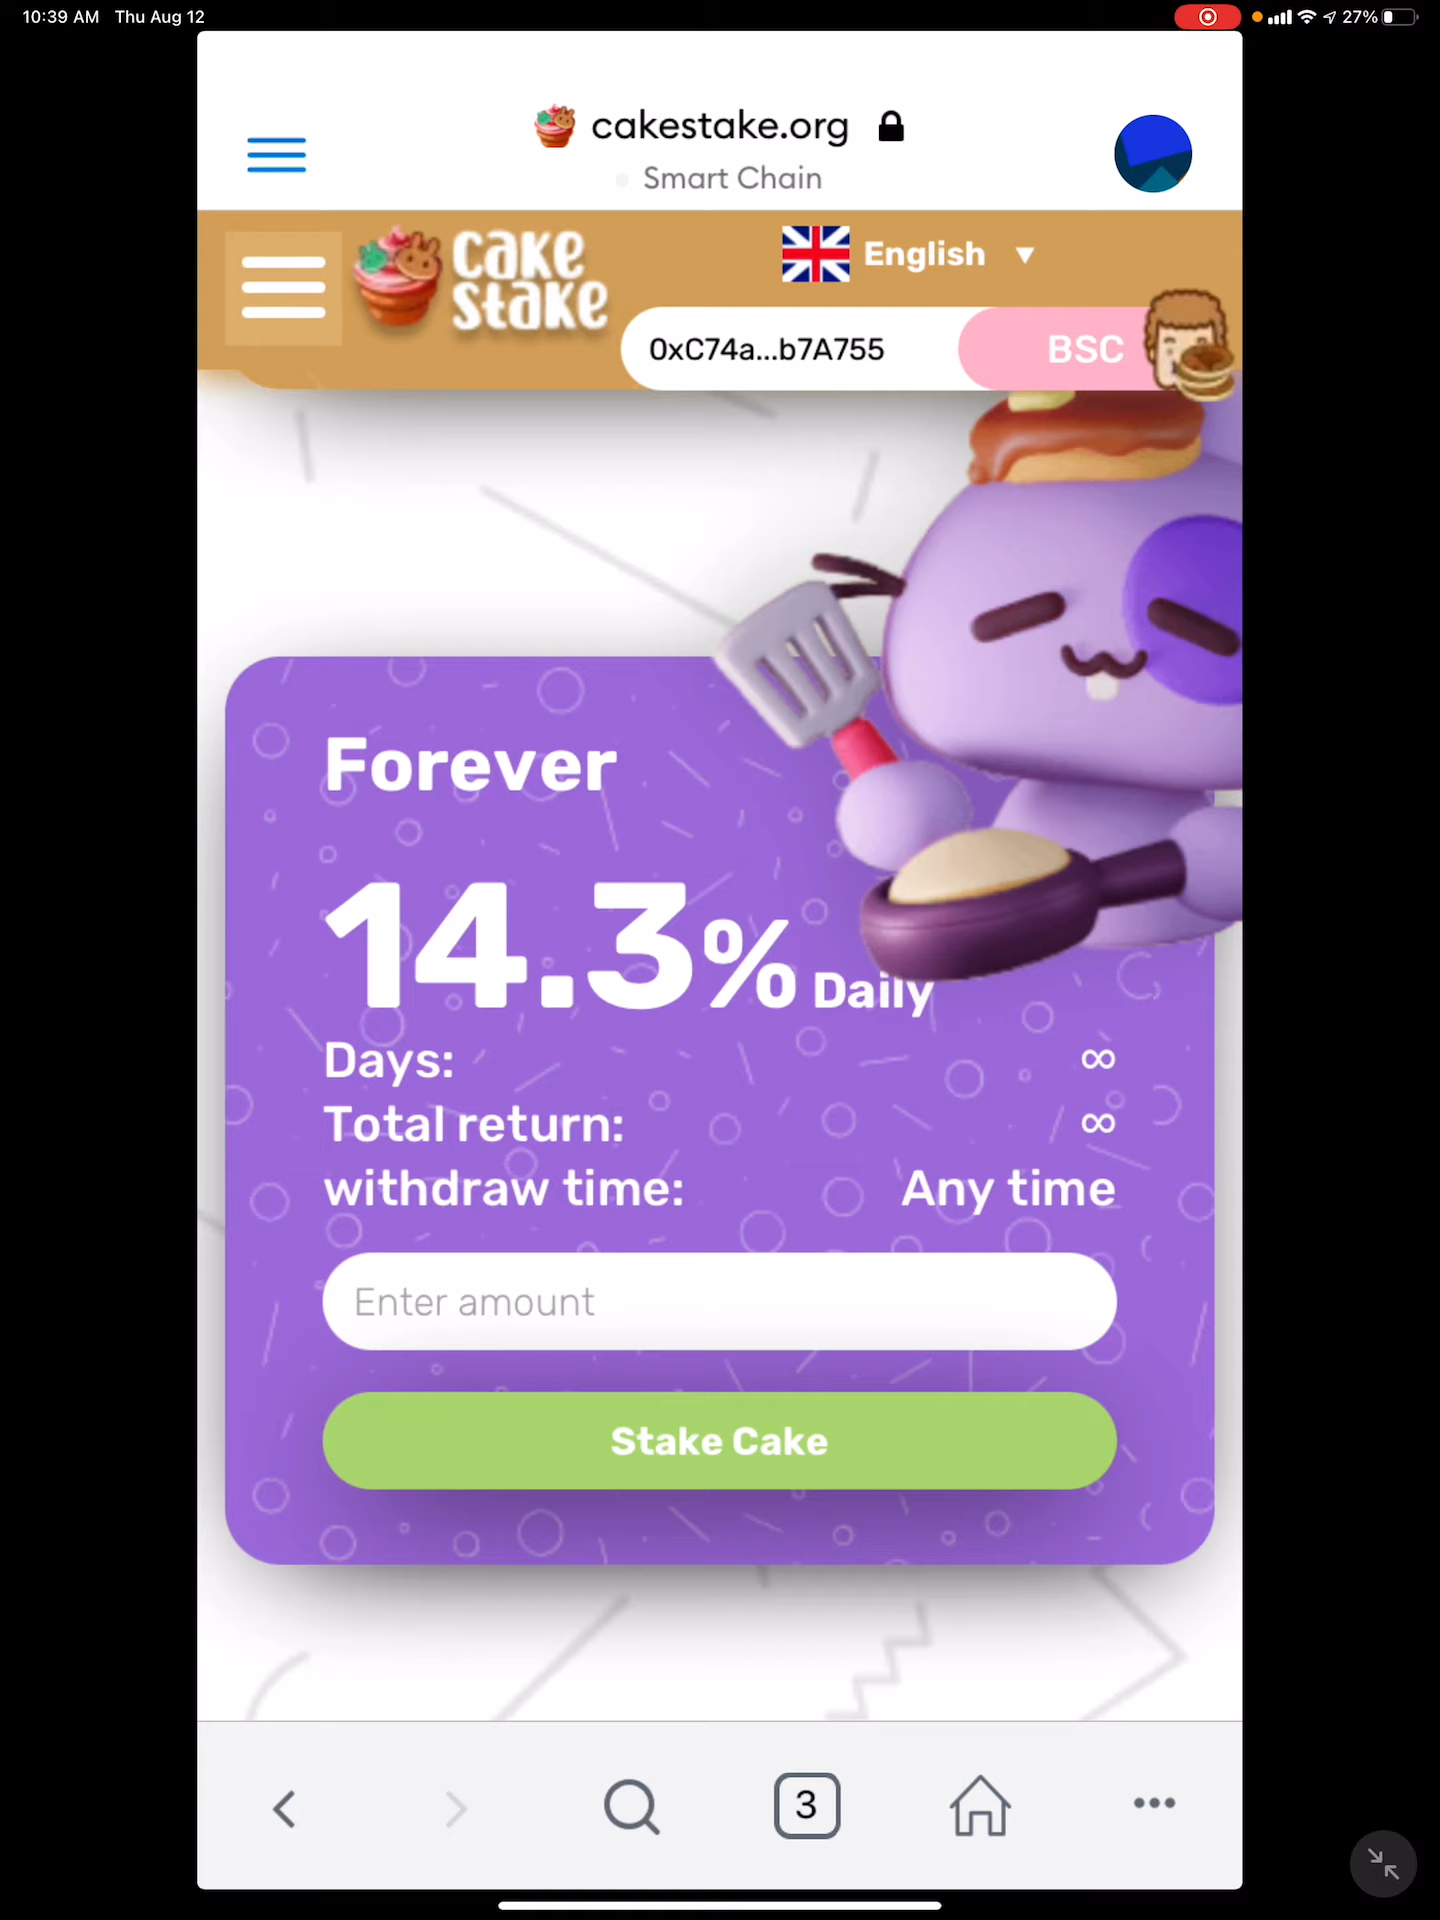 10:39 AM Thu Aug 12
27%
cakestake.org
Smart Chain
cake
stake
English
0xC74a...b7A755
BSC
Forever
14.3% Daily
Days: ∞
Total return: ∞
withdraw time: Any time
Enter amount
Stake Cake
3